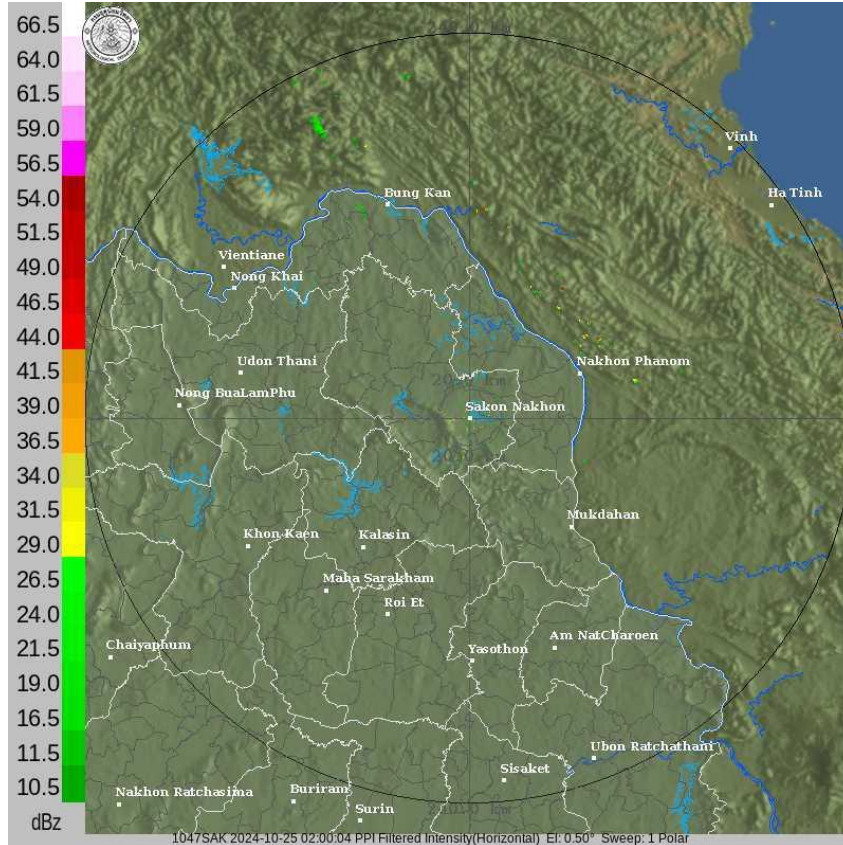 66.5
64.0
61.5
59.0
56.5
54.0
51.5
49.0
46.5
44.0
41.5
39.0
36.5
34.0
31.5
29.0
26.5
24.0
21.5
19.0
16.5
11.5
10.5
dBz
Vinh
Ha Tinh
Bung Kan
Vientiane
Nong Khai
Udon Thani
Nakhon Phanom
Nong BuaLamPhu
Sakon Nakhon
Mukdahan
Khon Kaen
Kalasin
Maha Sarakham
Roi Et
Chaiyaphum
Yasothon
Am NatCharoen
Ubon Ratchathani
Sisaket
Nakhon Ratchasima
Buriram
Surin
1047SAK 2024-10-25 02:00:04 PPI Filtered Intensity(Horizontal) El: 0.50° Sweep: 1 Polar